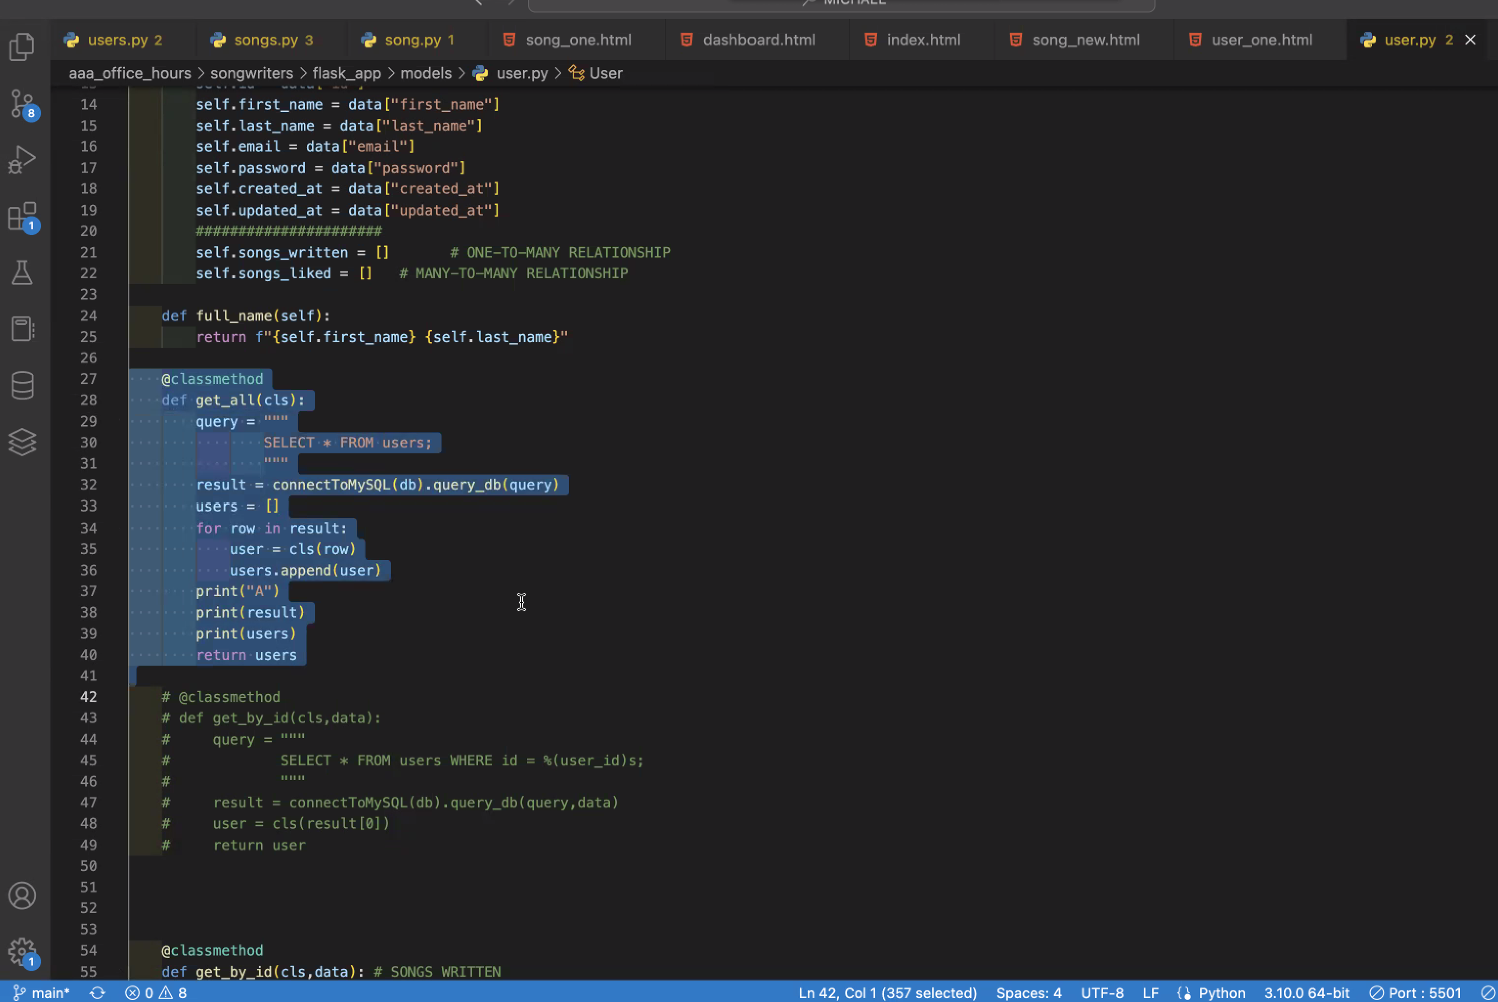 MICHAEL
users.py 2
songs.py 3
song.py 1
song_one.html
dashboard.html
index.html
song_new.html
user_one.html
user.py 2
aaa_office_hours > songwriters > flask_app > models > user.py > User
14 self.first_name = data["first_name"]
15 self.last_name = data["last_name"]
16 self.email = data["email"]
17 self.password = data["password"]
18 self.created_at = data["created_at"]
19 self.updated_at = data["updated_at"]
20 ######################
21 self.songs_written = [] # ONE-TO-MANY RELATIONSHIP
22 self.songs_liked = [] # MANY-TO-MANY RELATIONSHIP
23
24 def full_name(self):
25 return f"{self.first_name} {self.last_name}"
26
27 @classmethod
28 def get_all(cls):
29 query = """
30 SELECT * FROM users;
31 """
32 result = connectToMySQL(db).query_db(query)
33 users = []
34 for row in result:
35 user = cls(row)
36 users.append(user)
37 print("A")
38 print(result)
39 print(users)
40 return users
41
42 # @classmethod
43 # def get_by_id(cls,data):
44 # query = """
45 # SELECT * FROM users WHERE id = %(user_id)s;
46 # """
47 # result = connectToMySQL(db).query_db(query,data)
48 # user = cls(result[0])
49 # return user
50
51
52
53
54 @classmethod
55 def get_by_id(cls,data): # SONGS WRITTEN
8
1
1
main* 0 8 Ln 42, Col 1 (357 selected) Spaces: 4 UTF-8 LF Python 3.10.0 64-bit Port : 5501